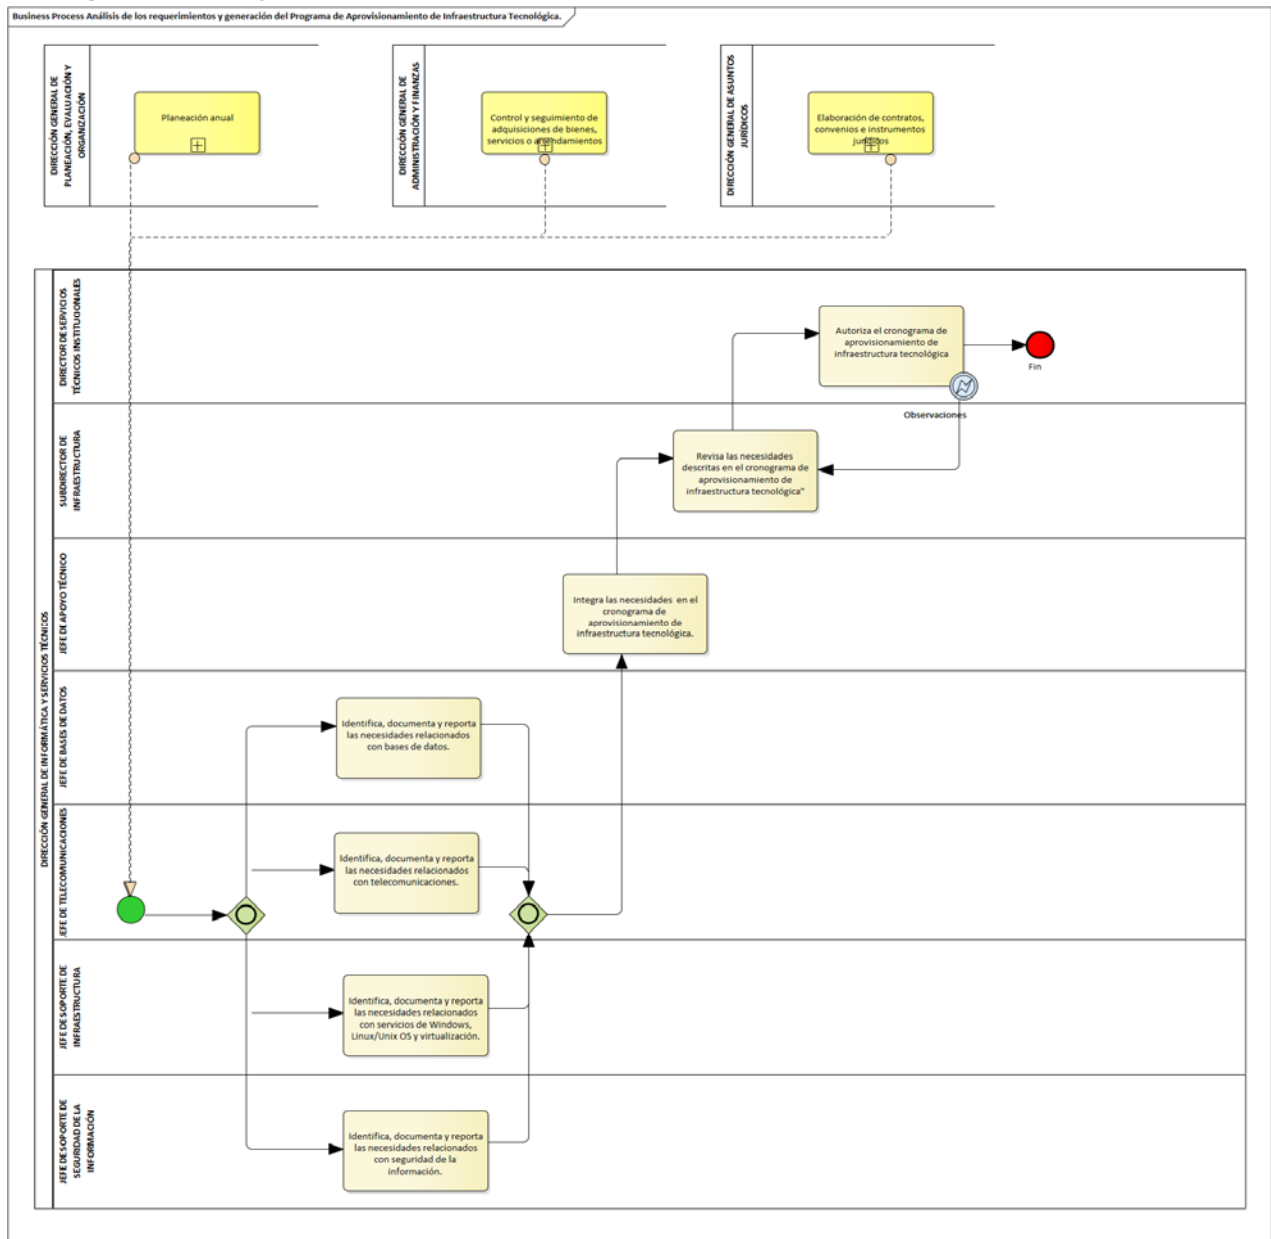 Business Process Análisis de los requerimientos y generación del Programa de Aprovisionamiento de Infraestructura Tecnológica.
DIRECCIÓN GENERAL DE
PLANEACIÓN, EVALUACIÓN Y
ORGANIZACIÓN
Planeación anual
DIRECCIÓN GENERAL DE
ADMINISTRACIÓN Y FINANZAS
Control y seguimiento de
adquisiciones de bienes,
servicios o arrendamientos
DIRECCIÓN GENERAL DE ASUNTOS
JURÍDICOS
Elaboración de contratos,
convenios e instrumentos
jurídicos
DIRECCIÓN GENERAL DE INFORMÁTICA Y SERVICIOS TÉCNICOS
DIRECTOR DE SERVICIOS
TÉCNICOS INSTITUCIONALES
Autoriza el cronograma de
aprovisionamiento de
infraestructura tecnológica
Fin
Observaciones
SUBDIRECTOR DE
INFRAESTRUCTURA
Revisa las necesidades
descritas en el cronograma de
aprovisionamiento de
infraestructura tecnológica"
JEFE DE APOYO TÉCNICO
Integra las necesidades en el
cronograma de
aprovisionamiento de
infraestructura tecnológica.
JEFE DE BASES DE DATOS
Identifica, documenta y reporta
las necesidades relacionados
con bases de datos.
JEFE DE TELECOMUNICACIONES
Identifica, documenta y reporta
las necesidades relacionados
con telecomunicaciones.
JEFE DE SOPORTE DE
INFRAESTRUCTURA
Identifica, documenta y reporta
las necesidades relacionados
con servicios de Windows,
Linux/Unix OS y virtualización.
JEFE DE SOPORTE DE
SEGURIDAD DE LA
INFORMACIÓN
Identifica, documenta y reporta
las necesidades relacionados
con seguridad de la
información.